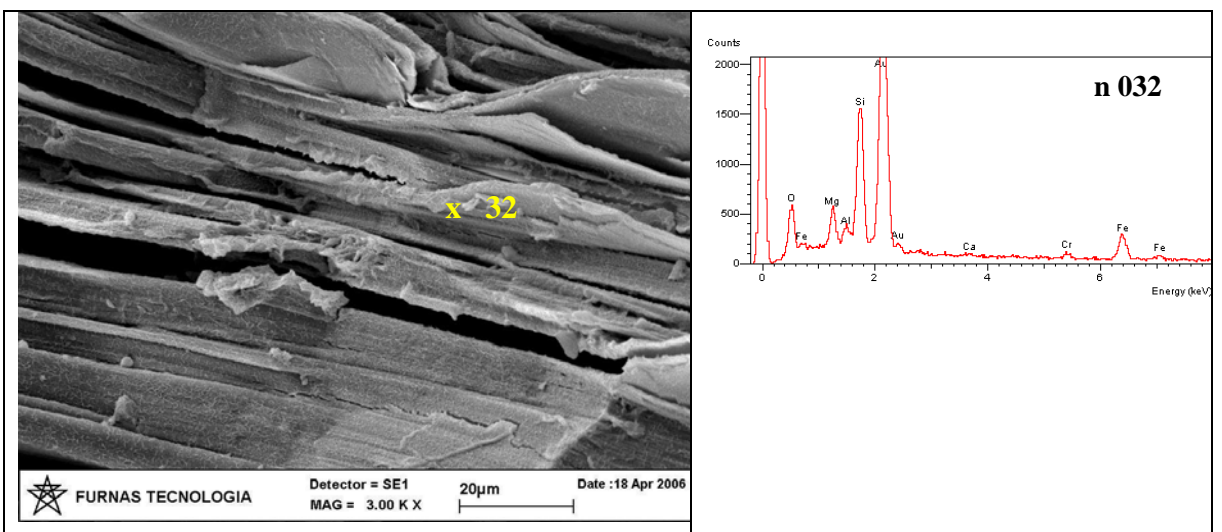 x 32
FURNAS TECNOLOGIA
Detector = SE1
MAG = 3.00 K X
20µm
Date :18 Apr 2006
Counts
n 032
2000
1500
1000
500
0
O
Fe
Mg
Al
Si
Au
Au
Ca
Cr
Fe
Fe
0 2 4 6
Energy (keV)